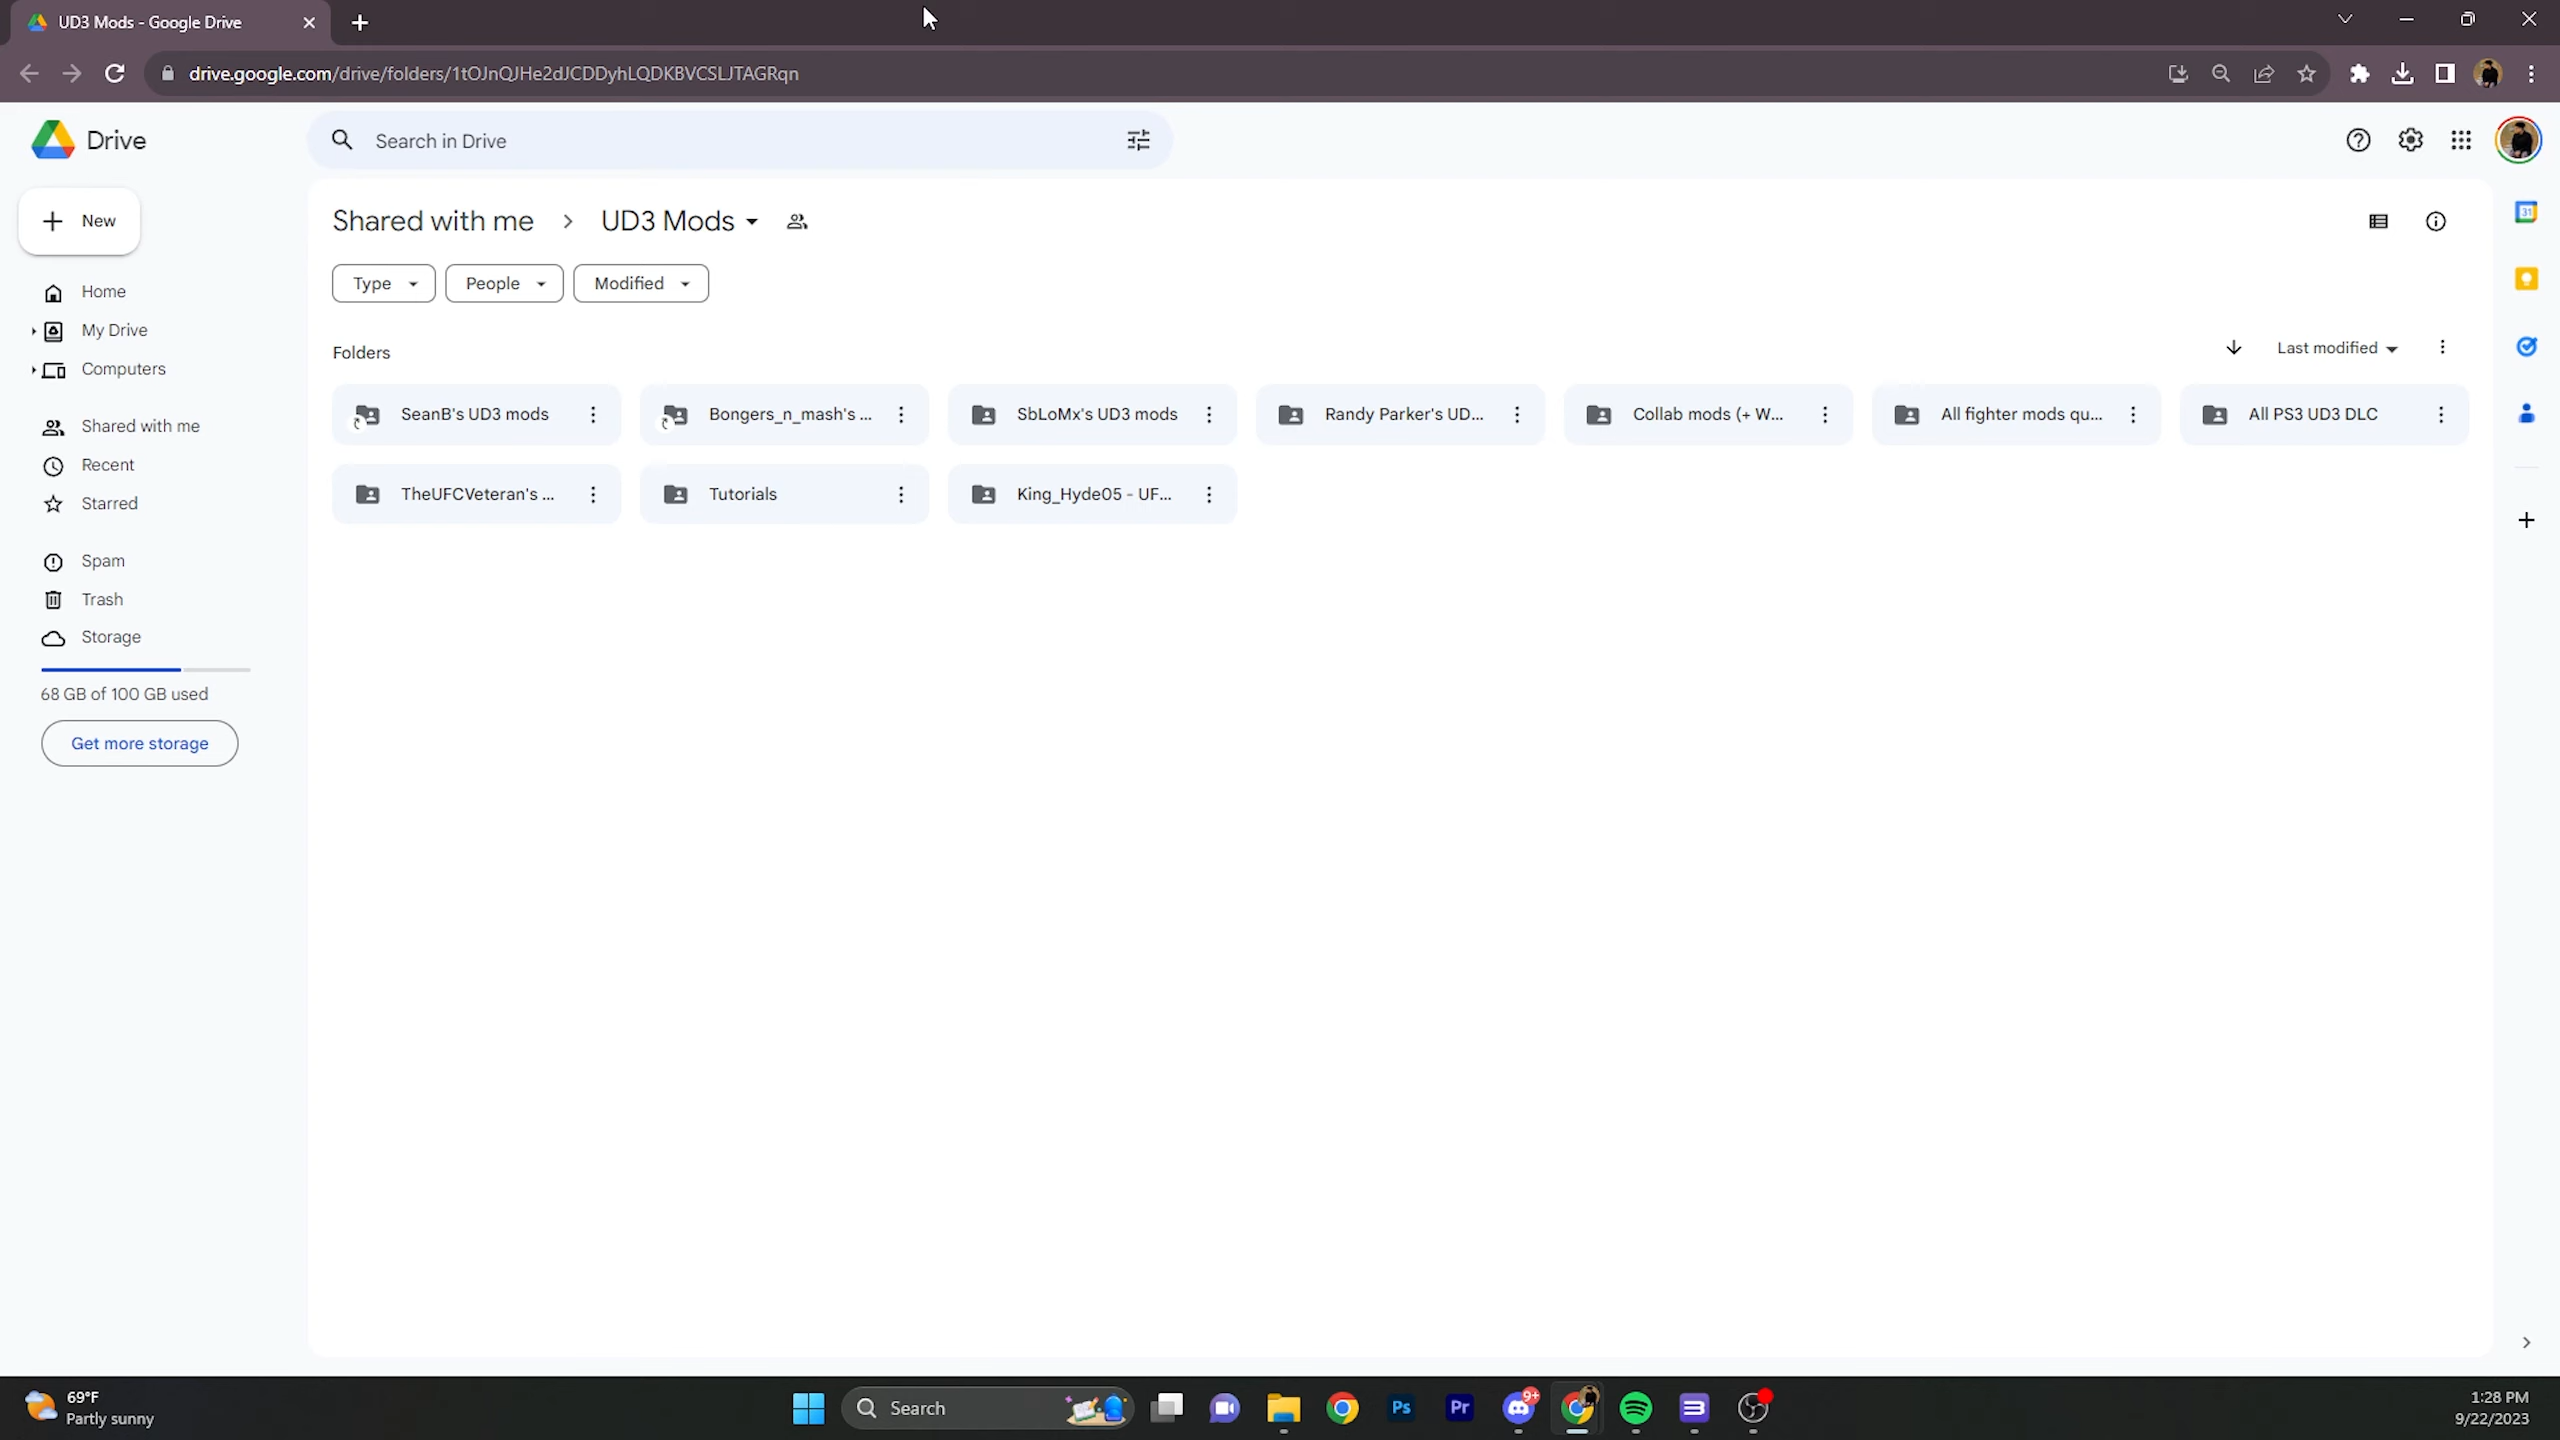 UD3 Mods - Google Drive
drive.google.com/drive/folders/1tOJnQJHe2dJCDDyhLQDKBVCSLJTAGRqn
Drive
Search in Drive
New
Shared with me > UD3 Mods
Type
People
Modified
Home
My Drive
Computers
Shared with me
Recent
Starred
Spam
Trash
Storage
68 GB of 100 GB used
Get more storage
Folders
Last modified
SeanB's UD3 mods
Bongers_n_mash's ...
SbLoMx's UD3 mods
Randy Parker's UD...
Collab mods (+ W...
All fighter mods qu...
All PS3 UD3 DLC
TheUFCVeteran's ...
Tutorials
King_Hyde05 - UF...
31
69°F
Partly sunny
Search
Ps
Pr
9+
1:28 PM
9/22/2023